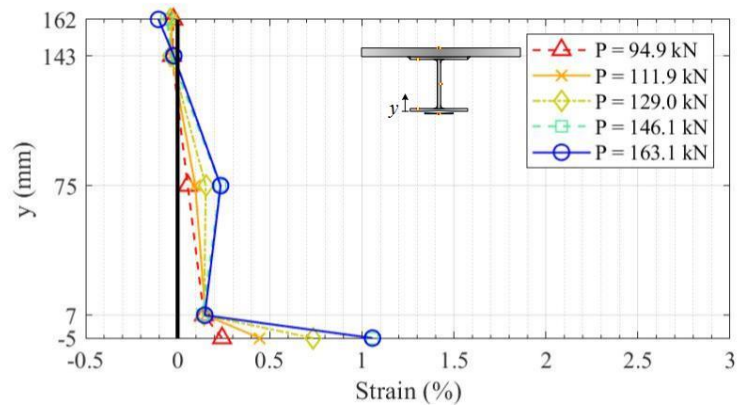 162
143
75
7
-5
y (mm)
-0.5 0 0.5 1 1.5 2 2.5 3
Strain (%)
y
P = 94.9 kN
P = 111.9 kN
P = 129.0 kN
P = 146.1 kN
P = 163.1 kN